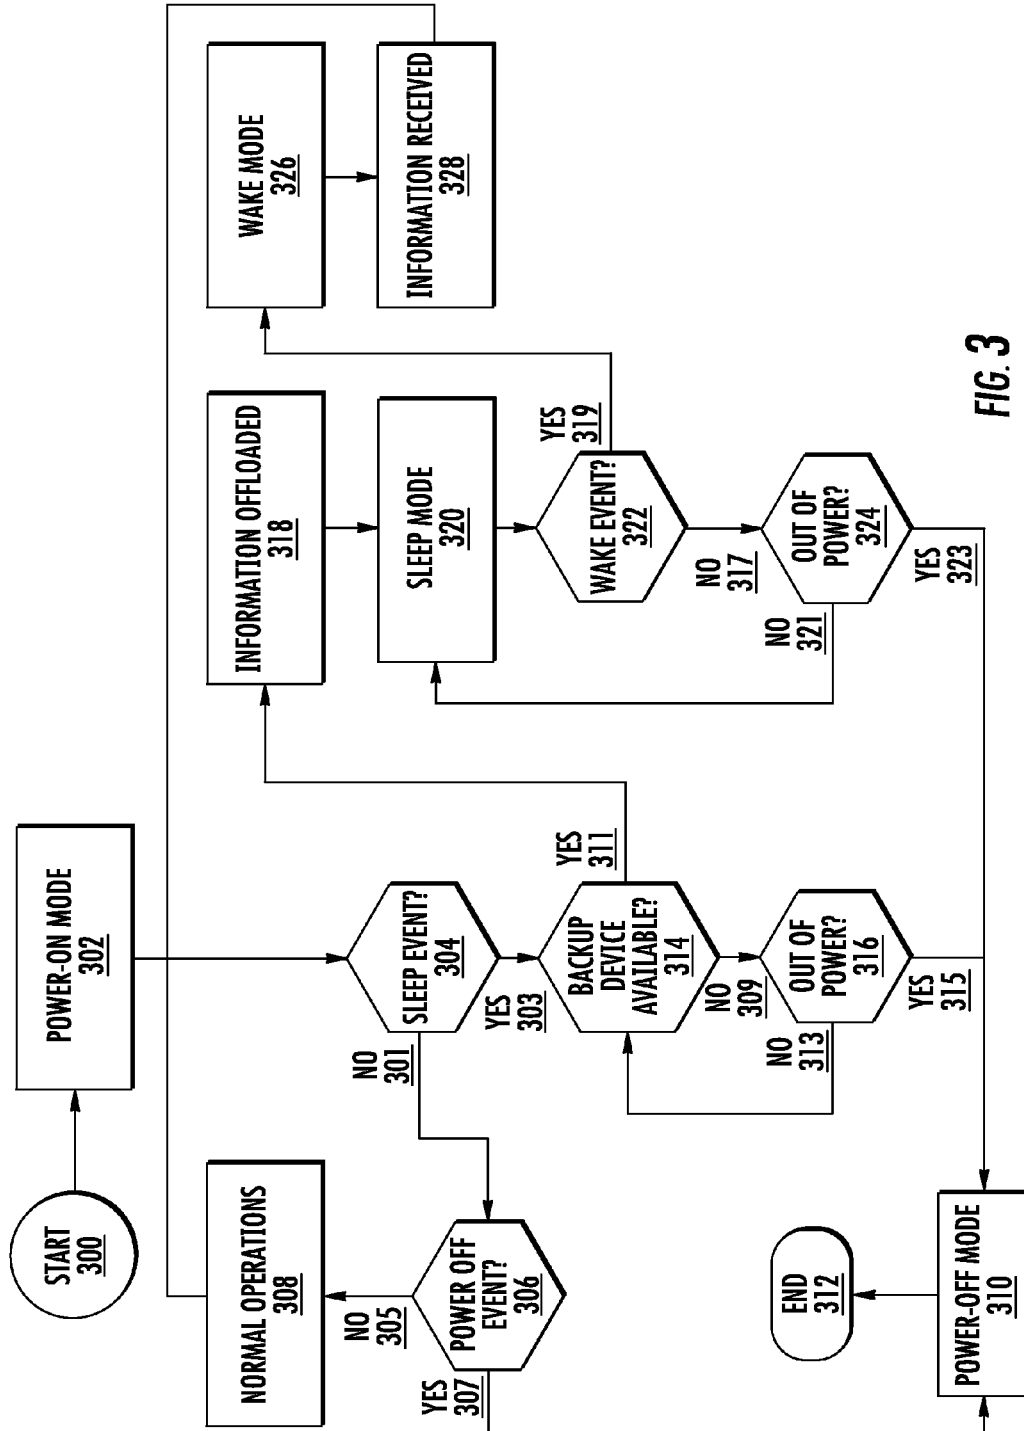 START
300
POWER-ON MODE
302
NORMAL OPERATIONS
308
NO
305
POWER OFF
EVENT?
306
YES
307
SLEEP EVENT?
304
NO
301
YES
303
BACKUP
DEVICE
AVAILABLE?
314
YES
311
NO
309
OUT OF
POWER?
316
NO
313
YES
315
INFORMATION OFFLOADED
318
SLEEP MODE
320
WAKE EVENT?
322
YES
319
NO
317
OUT OF
POWER?
324
NO
321
YES
323
WAKE MODE
326
INFORMATION RECEIVED
328
END
312
POWER-OFF MODE
310
FIG. 3